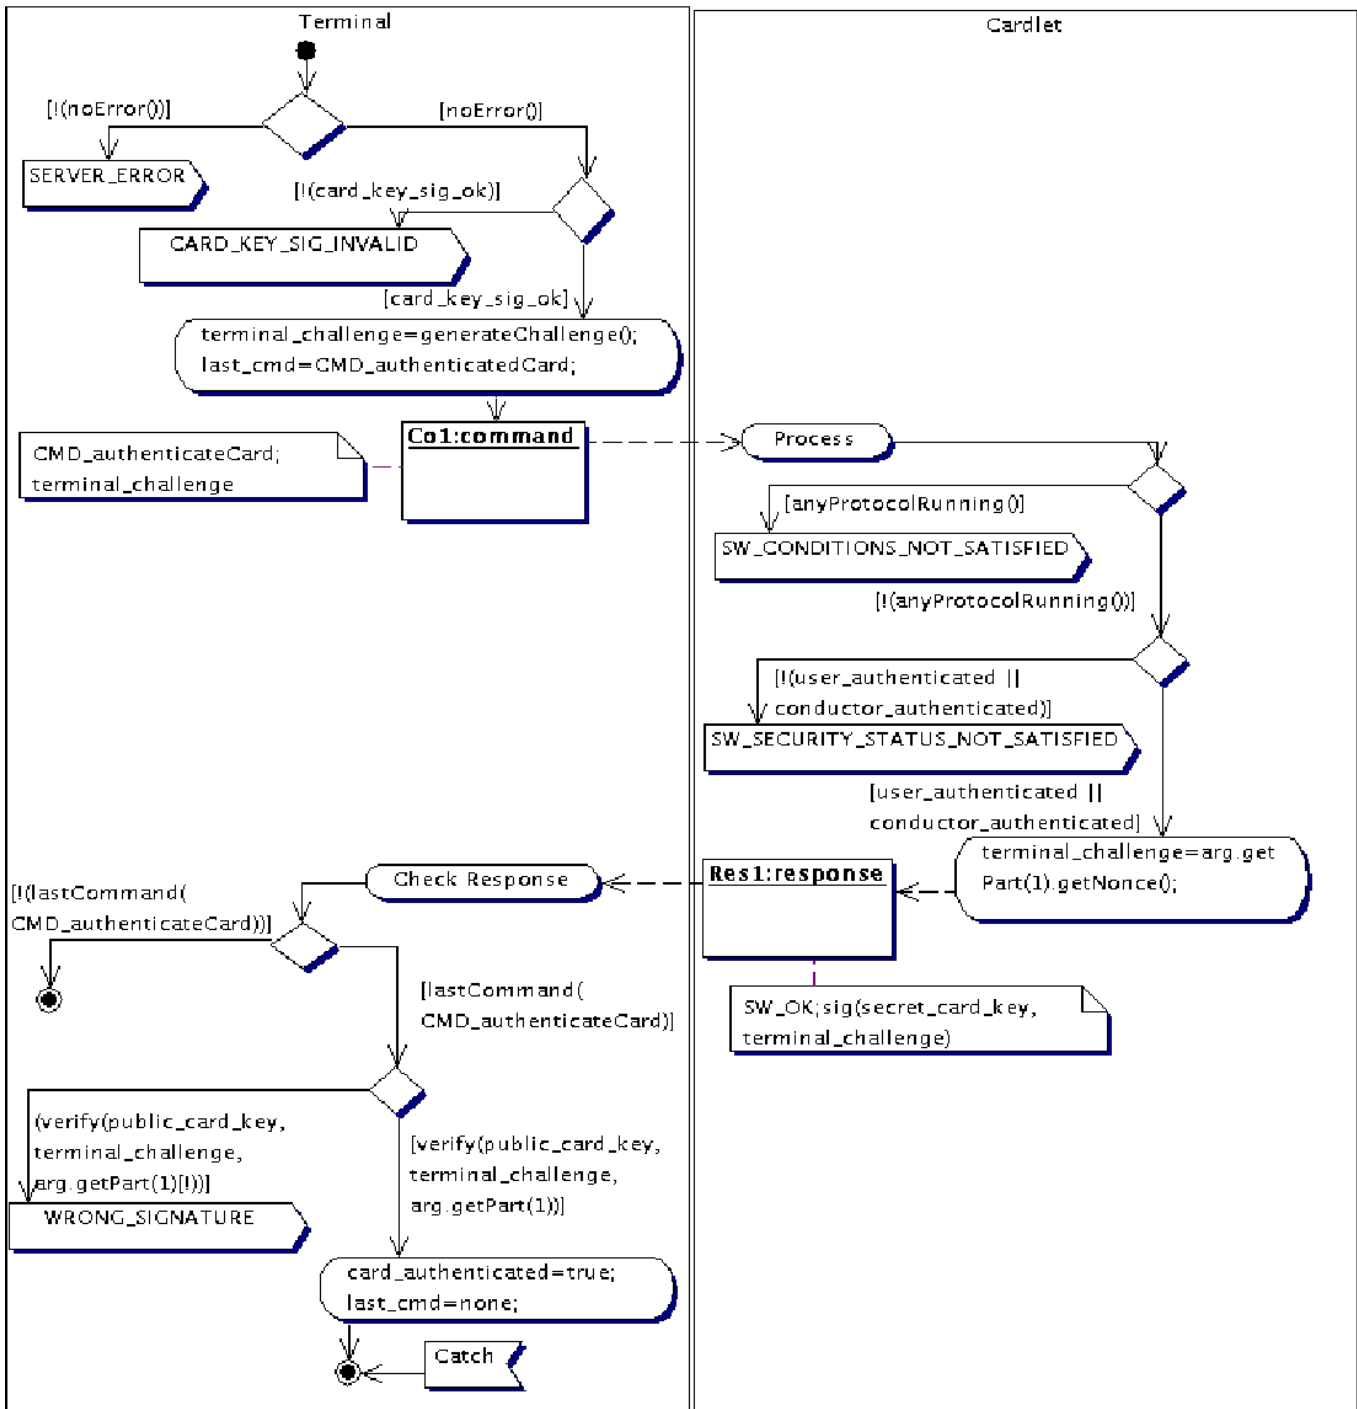 Terminal
Cardlet
[!(noError())]
[noError()]
SERVER_ERROR
[!(card_key_sig_ok)]
CARD_KEY_SIG_INVALID
[card_key_sig_ok]
terminal_challenge=generateChallenge();
last_cmd=CMD_authenticatedCard;
Co1:command
CMD_authenticateCard;
terminal_challenge
Process
[anyProtocolRunning()]
SW_CONDITIONS_NOT_SATISFIED
[!(anyProtocolRunning())]
[!(user_authenticated ||
conductor_authenticated)]
SW_SECURITY_STATUS_NOT_SATISFIED
[user_authenticated ||
conductor_authenticated]
terminal_challenge=arg.get
Part(1).getNonce();
Res1:response
SW_OK;sig(secret_card_key,
terminal_challenge)
Check Response
[!(lastCommand(
CMD_authenticateCard))]
[lastCommand(
CMD_authenticateCard)]
(verify(public_card_key,
terminal_challenge,
arg.getPart(1)[!))]
WRONG_SIGNATURE
[verify(public_card_key,
terminal_challenge,
arg.getPart(1))]
card_authenticated=true;
last_cmd=none;
Catch